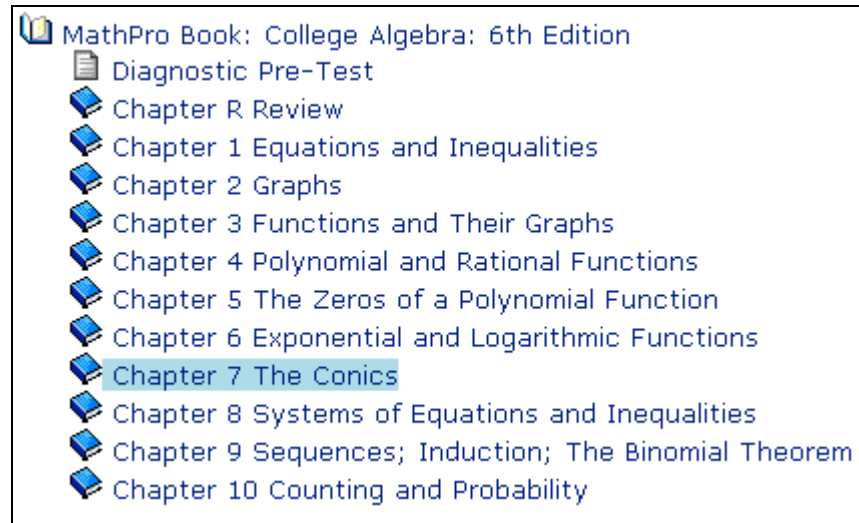 MathPro Book: College Algebra: 6th Edition
Diagnostic Pre-Test
Chapter R Review
Chapter 1 Equations and Inequalities
Chapter 2 Graphs
Chapter 3 Functions and Their Graphs
Chapter 4 Polynomial and Rational Functions
Chapter 5 The Zeros of a Polynomial Function
Chapter 6 Exponential and Logarithmic Functions
Chapter 7 The Conics
Chapter 8 Systems of Equations and Inequalities
Chapter 9 Sequences; Induction; The Binomial Theorem
Chapter 10 Counting and Probability